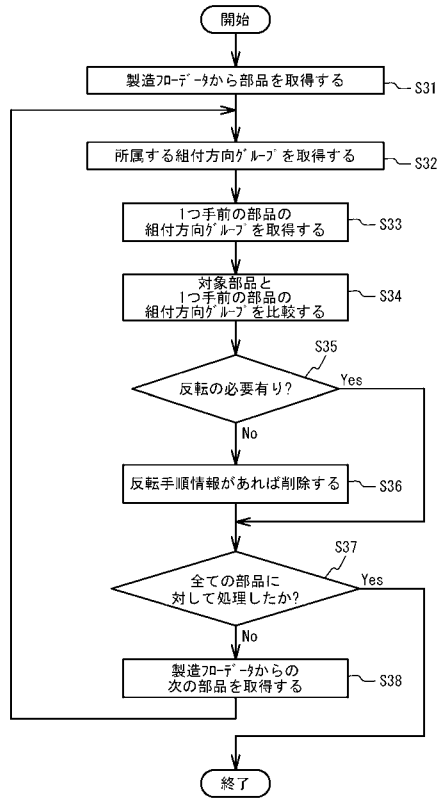 開始
製造ﾌﾛｰﾃﾞｰﾀから部品を取得する
S31
所属する組付方向ｸﾞﾙｰﾌﾟを取得する
S32
1つ手前の部品の
組付方向ｸﾞﾙｰﾌﾟを取得する
S33
対象部品と
1つ手前の部品の
組付方向ｸﾞﾙｰﾌﾟを比較する
S34
S35
反転の必要有り?
Yes
No
反転手順情報があれば削除する
S36
S37
全ての部品に
対して処理したか?
Yes
No
製造ﾌﾛｰﾃﾞｰﾀからの
次の部品を取得する
S38
終了